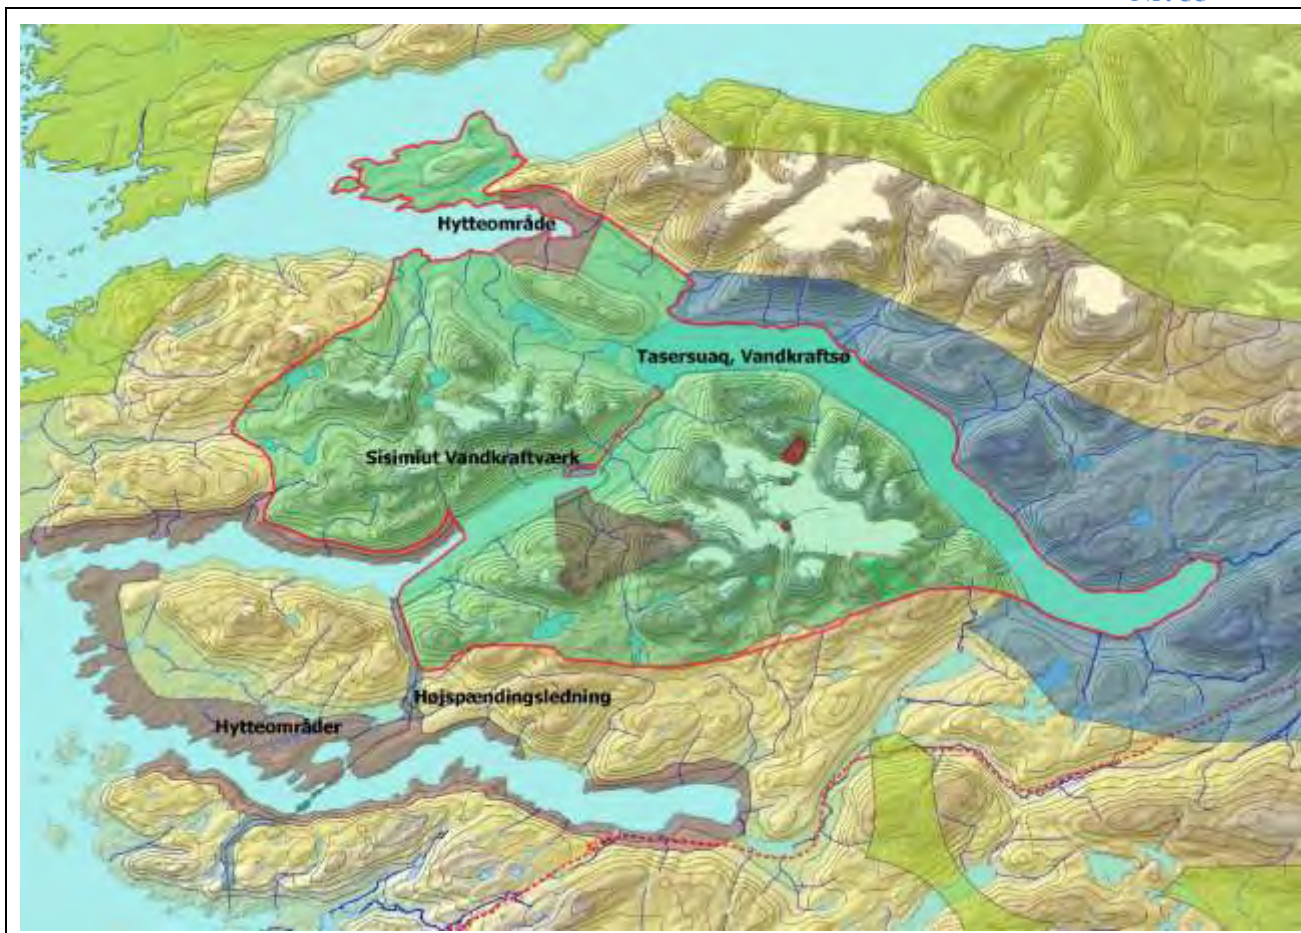 Hytteområde
Tasersuaq, Vandkraftsø
Sisimiut Vandkraftværk
Højspændingsledning
Hytteområder